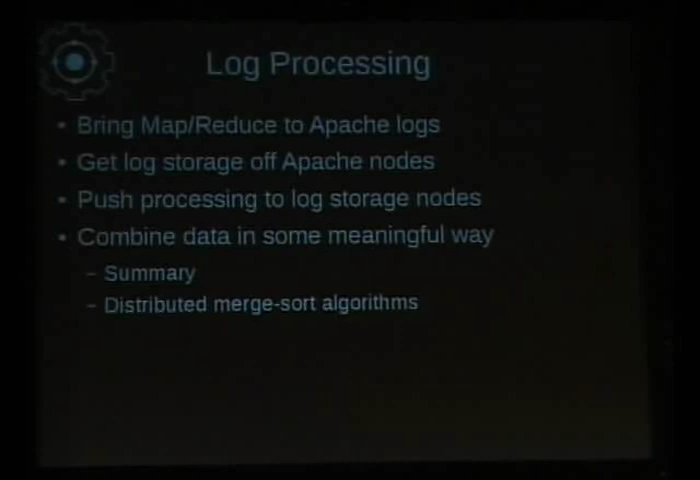 Log Processing
• Bring Map/Reduce to Apache logs
• Get log storage off Apache nodes
• Push processing to log storage nodes
• Combine data in some meaningful way
– Summary
– Distributed merge-sort algorithms